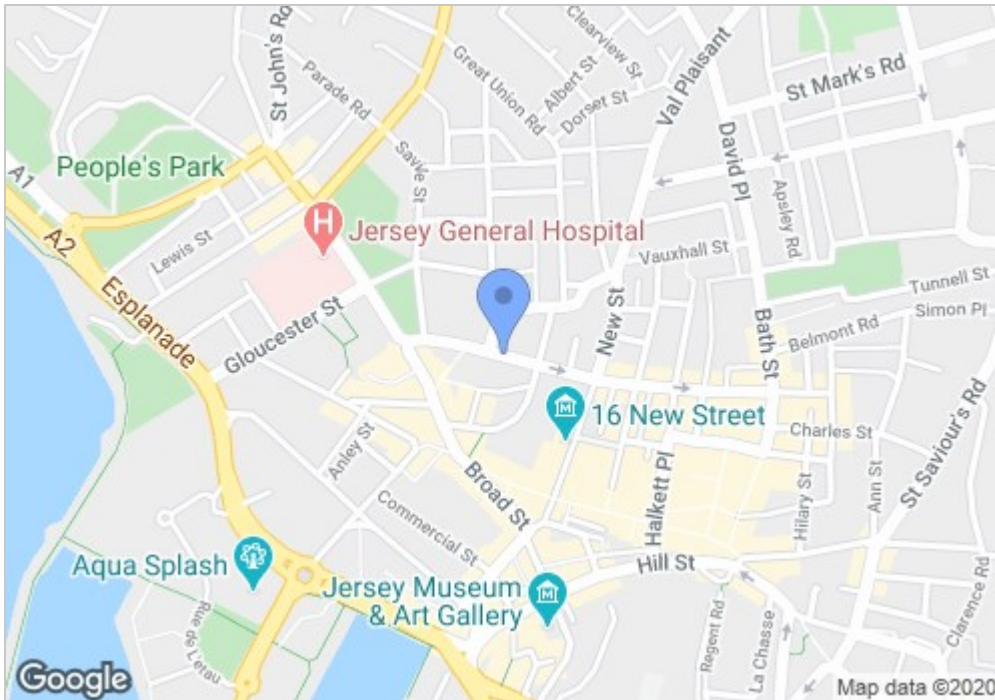 St John's Rd
Parade Rd
Clearview St
Great Union Rd
Albert St
Dorset St
Val Plaisant
St Mark's Rd
People's Park
A1
A2
Savile St
David Pl
Apsley Rd
H
Jersey General Hospital
Lewis St
Vauxhall St
Esplanade
Gloucester St
New St
Tunnell St
Simon Pl
Bath St
Belmont Rd
M
16 New Street
Charles St
Anley St
Broad St
Halkett Pl
Hilary St
Ann St
St Saviour's Rd
Commercial St
Aqua Splash
Hill St
M
Jersey Museum
& Art Gallery
Rue de L'etau
Regent Rd
La Chasse
Clarence Rd
Google
Map data ©2020